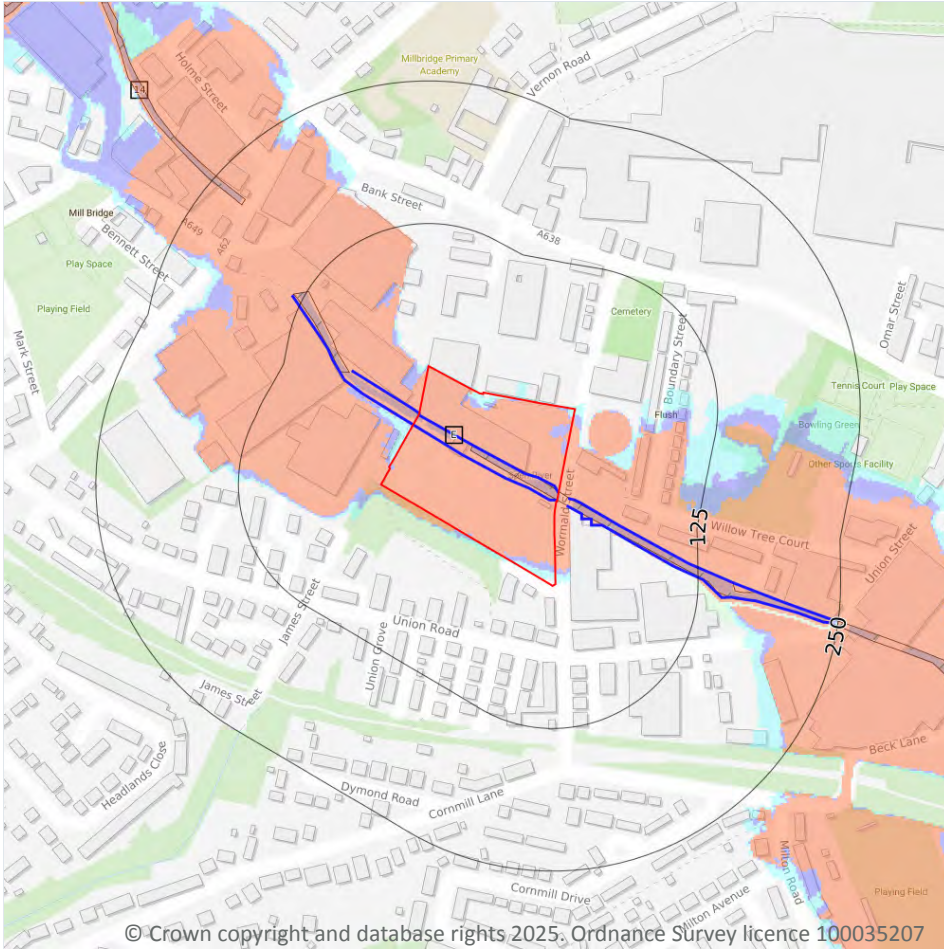 Millbridge Primary
Academy
Vernon Road
Holme Street
14
Bank Street
A638
Mill Bridge
A649
A62
Bennett Street
Play Space
Playing Field
Mark Street
Cemetery
Boundary Street
Omar Street
Tennis Court
Play Space
Bowling Green
Flush
Other Sports Facility
E
Wormald Street
125
Willow Tree Court
Union Street
250
James Street
Union Road
Union Grove
James Street
Beck Lane
Headlands Close
Dymond Road
Cornmill Lane
Cornmill Drive
Milton Avenue
Milton Road
Playing Field
© Crown copyright and database rights 2025. Ordnance Survey licence 100035207